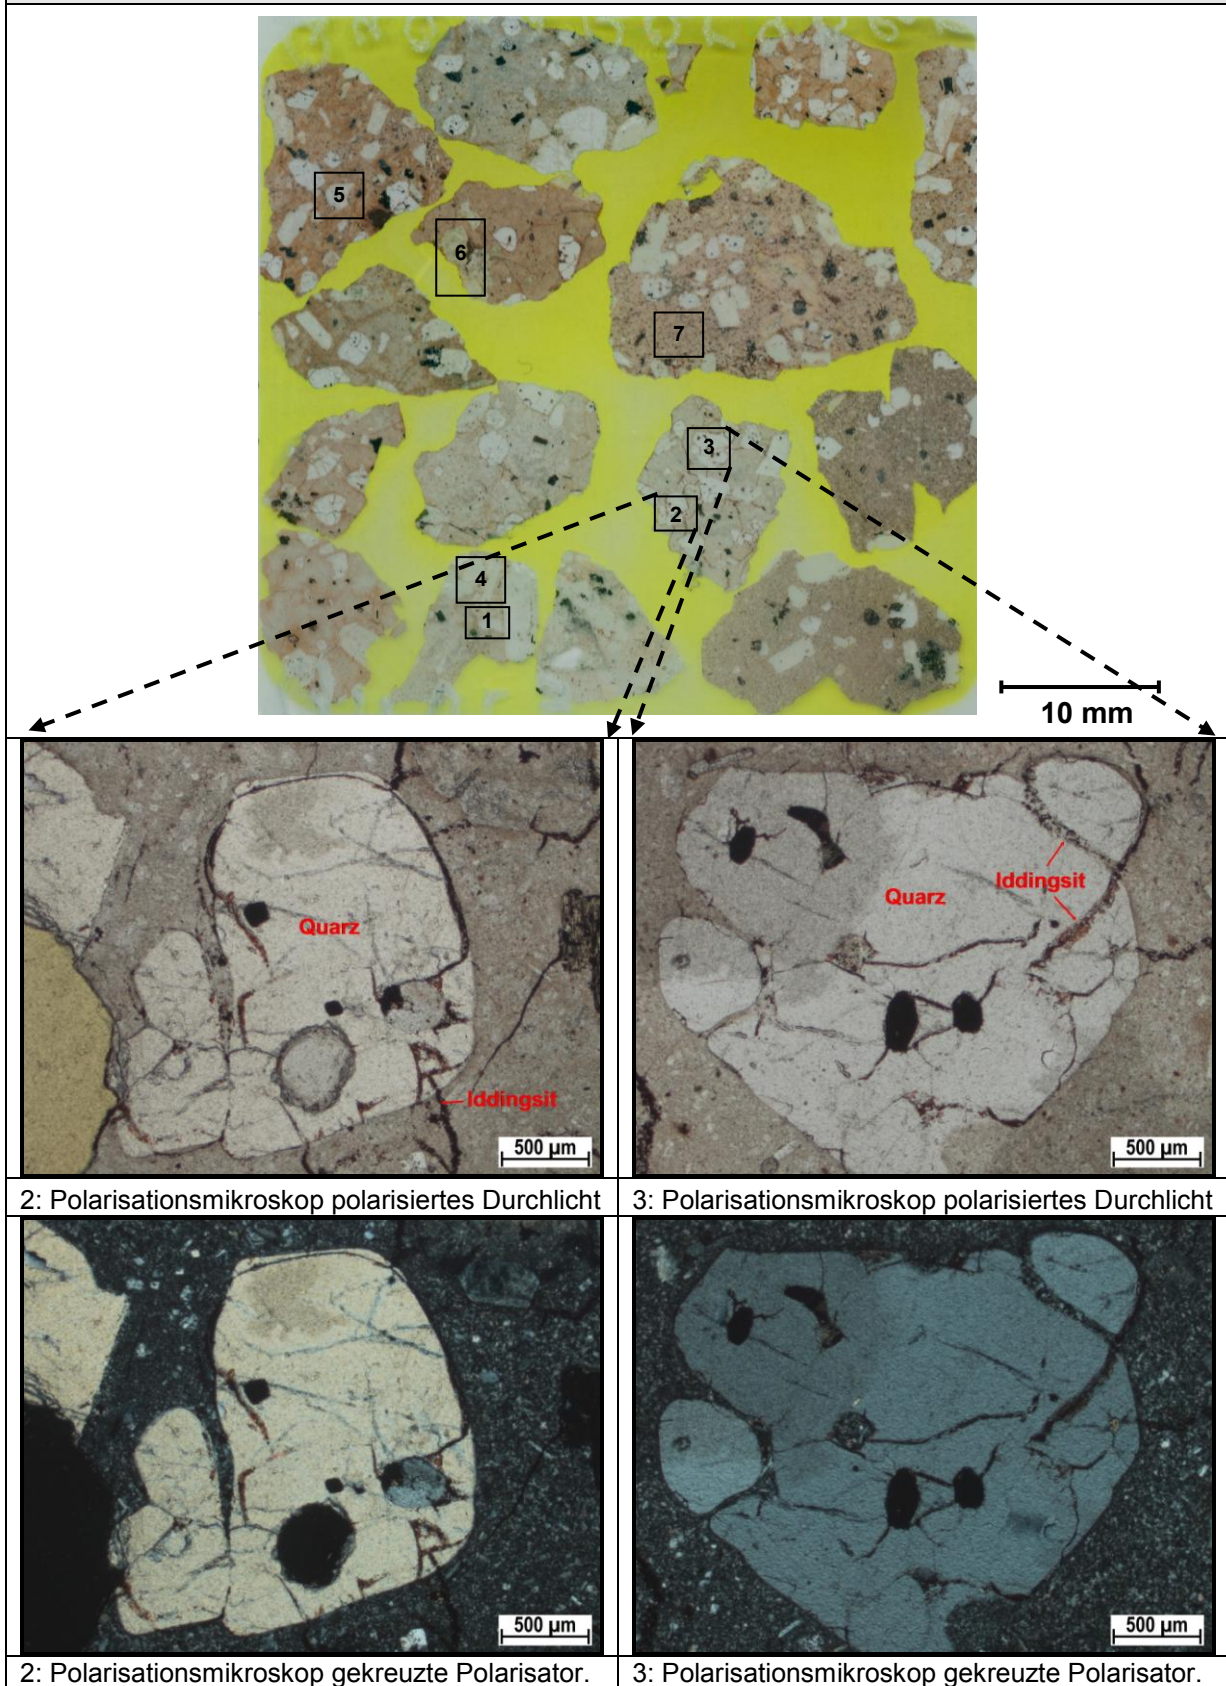 5
6
7
3
2
4
1
10 mm
Quarz
Iddingsit
500 µm
Quarz
Iddingsit
500 µm
2: Polarisationsmikroskop polarisiertes Durchlicht
3: Polarisationsmikroskop polarisiertes Durchlicht
500 µm
500 µm
2: Polarisationsmikroskop gekreuzte Polarisator.
3: Polarisationsmikroskop gekreuzte Polarisator.